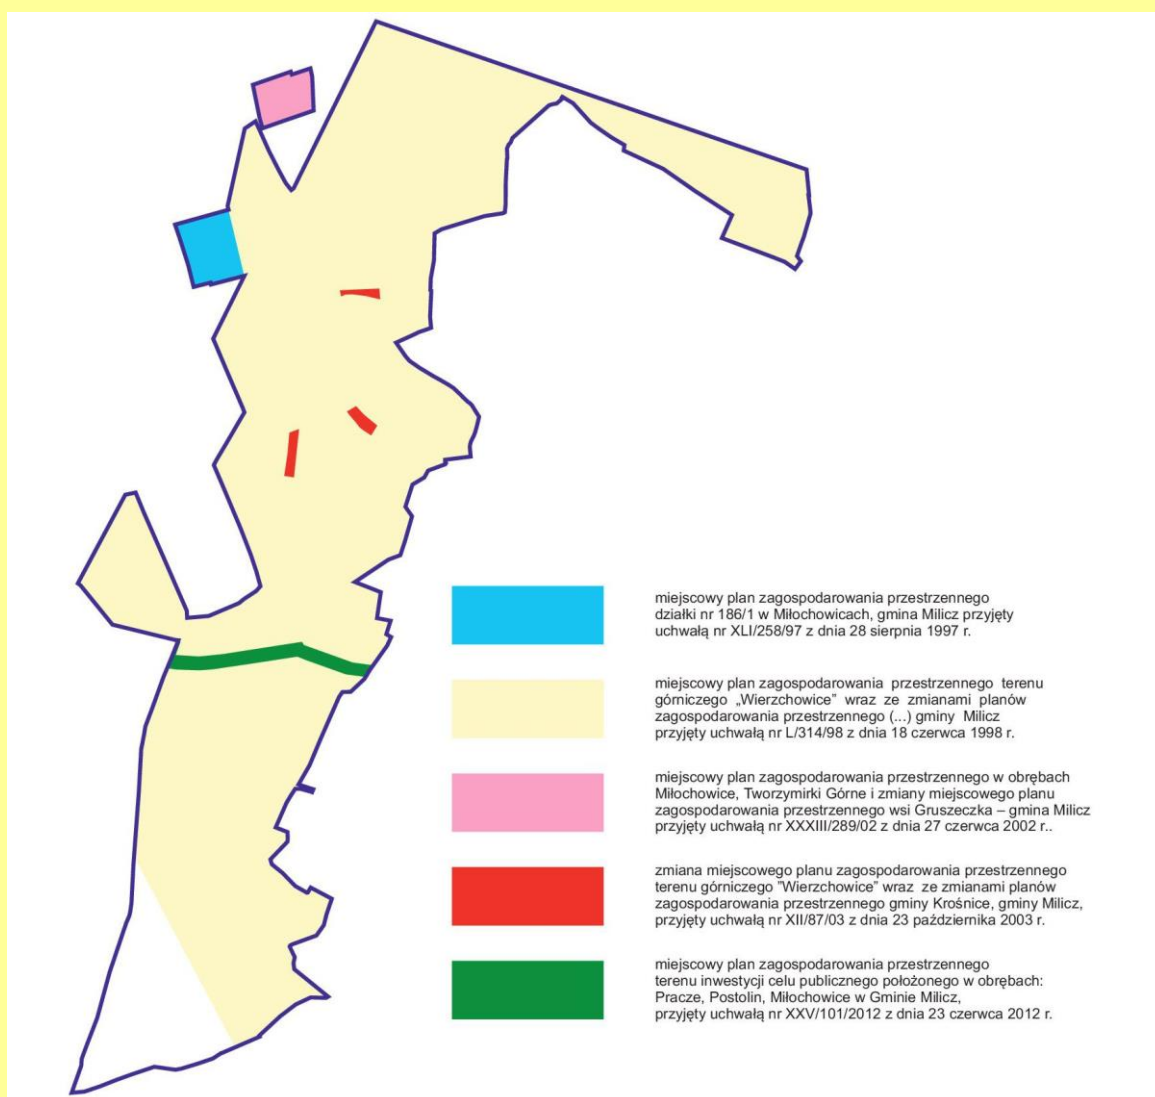 miejscowy plan zagospodarowania przestrzennego
działki nr 186/1 w Miłochowicach, gmina Milicz przyjęty
uchwałą nr XLI/258/97 z dnia 28 sierpnia 1997 r.
miejscowy plan zagospodarowania przestrzennego terenu
górniczego „Wierzchowice” wraz ze zmianami planów
zagospodarowania przestrzennego (...) gminy Milicz
przyjęty uchwałą nr L/314/98 z dnia 18 czerwca 1998 r.
miejscowy plan zagospodarowania przestrzennego w obrębach
Miłochowice, Tworzymirki Górne i zmiany miejscowego planu
zagospodarowania przestrzennego wsi Gruszeczka – gmina Milicz
przyjęty uchwałą nr XXXIII/289/02 z dnia 27 czerwca 2002 r..
zmiana miejscowego planu zagospodarowania przestrzennego
terenu górniczego ”Wierzchowice” wraz ze zmianami planów
zagospodarowania przestrzennego gminy Krośnice, gminy Milicz,
przyjęty uchwałą nr XII/87/03 z dnia 23 października 2003 r.
miejscowy plan zagospodarowania przestrzennego
terenu inwestycji celu publicznego położonego w obrębach:
Pracze, Postolin, Miłochowice w Gminie Milicz,
przyjęty uchwałą nr XXV/101/2012 z dnia 23 czerwca 2012 r.